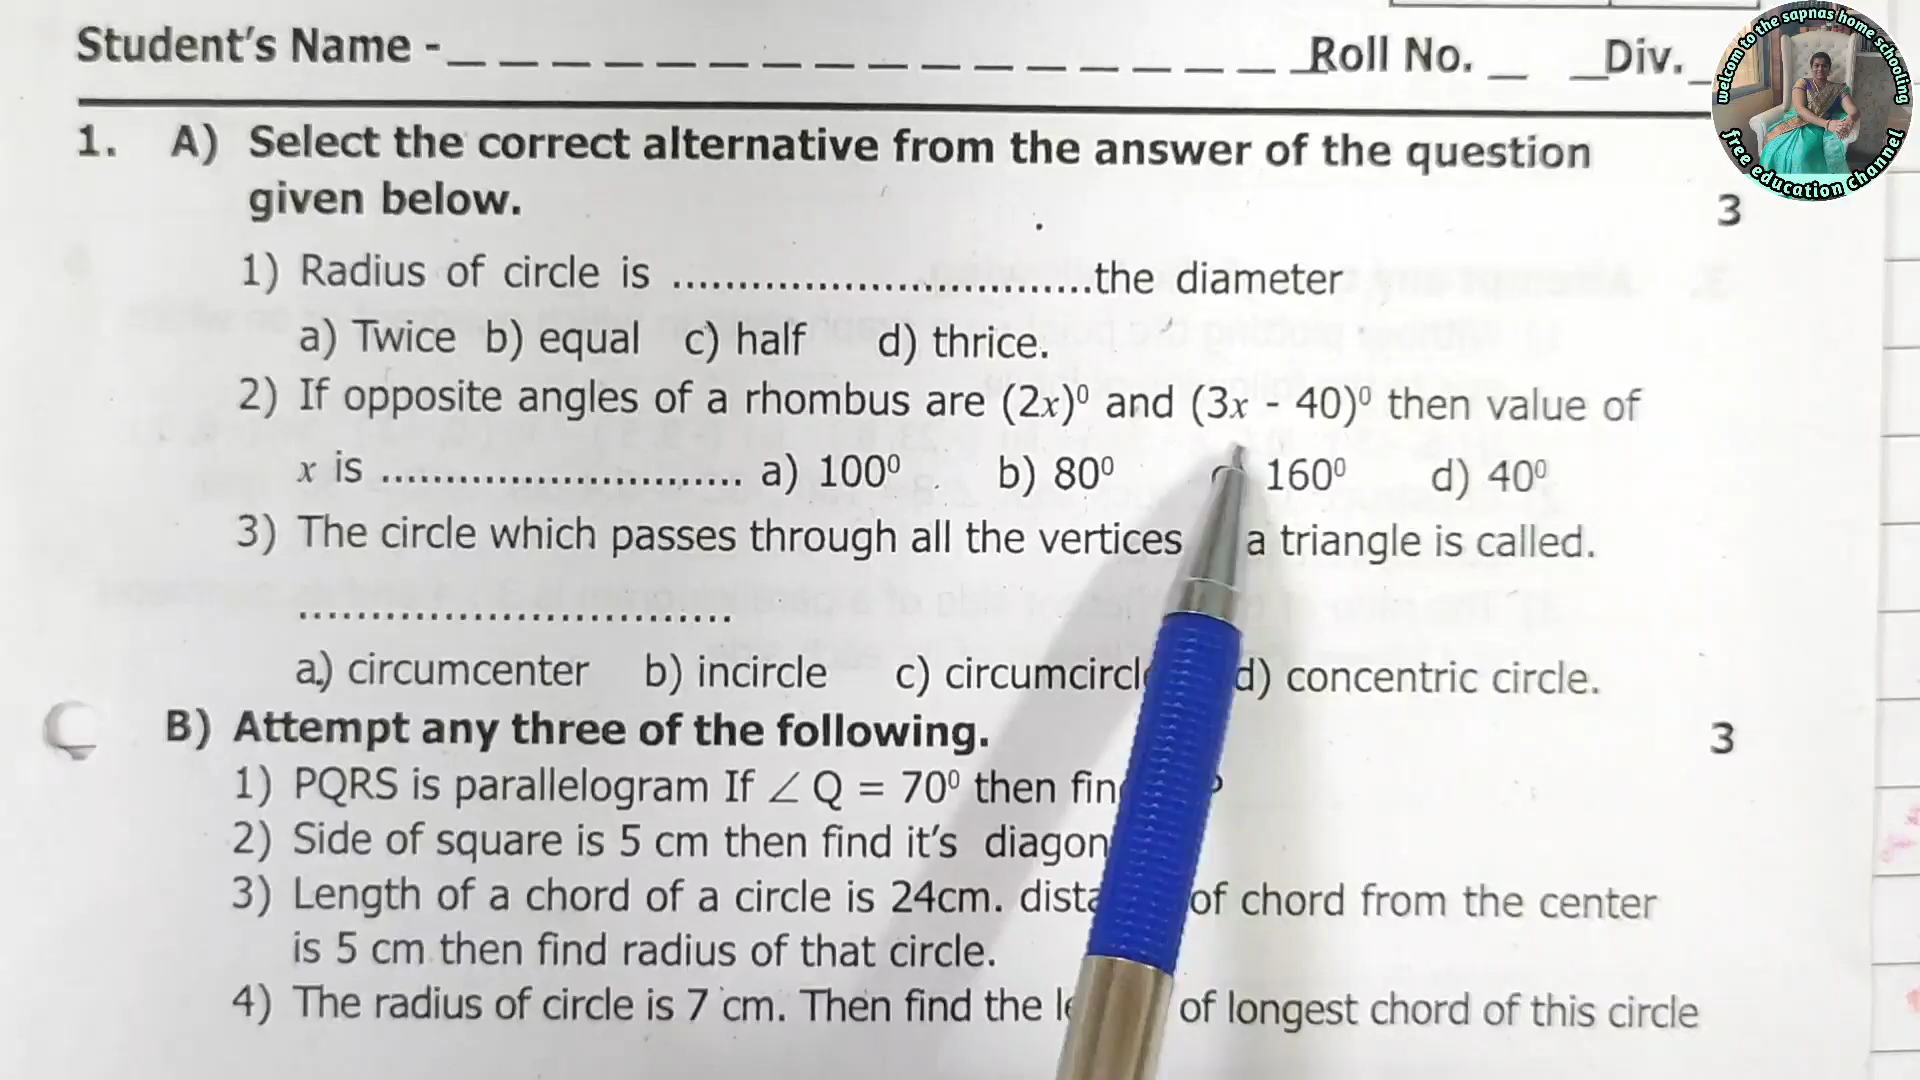 Student's Name - _ _ _ _ _ _ _ _ _ _ _ _ _ _ _ _ _ Roll No. _ _ Div. _
welcom to the sapnas home schooling
free education channel
1. A) Select the correct alternative from the answer of the question
given below. 3
1) Radius of circle is ................................the diameter
a) Twice b) equal c) half d) thrice.
2) If opposite angles of a rhombus are (2x)⁰ and (3x - 40)⁰ then value of
x is ............................ a) 100⁰ b) 80⁰ 160⁰ d) 40⁰
3) The circle which passes through all the vertices a triangle is called.
..............................
a) circumcenter b) incircle c) circumcircle d) concentric circle.
B) Attempt any three of the following. 3
1) PQRS is parallelogram If ∠ Q = 70⁰ then
2) Side of square is 5 cm then find it's
3) Length of a chord of a circle is 24cm. of chord from the center
is 5 cm then find radius of that circle.
4) The radius of circle is 7 cm. Then find the of longest chord of this circle